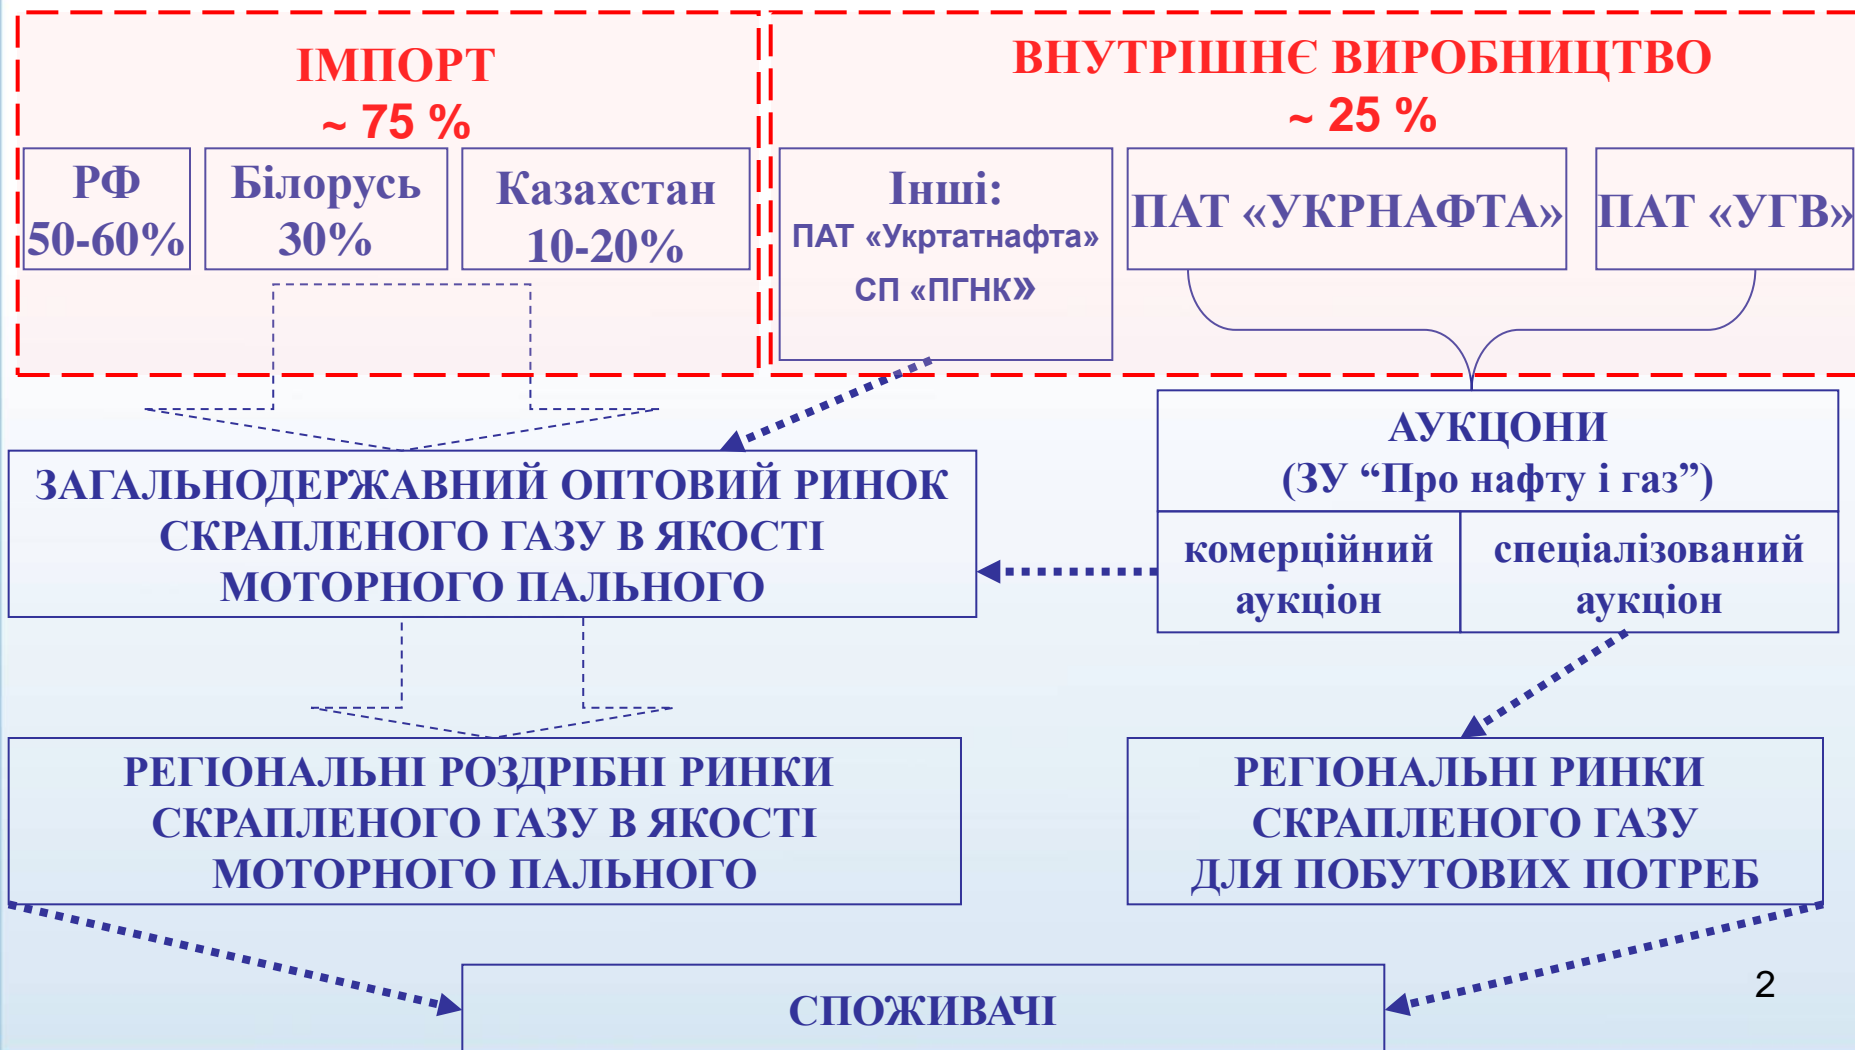 ІМПОРТ
~ 75 %
РФ
50-60%
Білорусь
30%
Казахстан
10-20%
ВНУТРІШНЄ ВИРОБНИЦТВО
~ 25 %
Інші:
ПАТ «Укртатнафта»
СП «ПГНК»
ПАТ «УКРНАФТА»
ПАТ «УГВ»
АУКЦОНИ
(ЗУ “Про нафту і газ”)
комерційний
аукціон
спеціалізований
аукціон
ЗАГАЛЬНОДЕРЖАВНИЙ ОПТОВИЙ РИНОК
СКРАПЛЕНОГО ГАЗУ В ЯКОСТІ
МОТОРНОГО ПАЛЬНОГО
РЕГІОНАЛЬНІ РОЗДРІБНІ РИНКИ
СКРАПЛЕНОГО ГАЗУ В ЯКОСТІ
МОТОРНОГО ПАЛЬНОГО
РЕГІОНАЛЬНІ РИНКИ
СКРАПЛЕНОГО ГАЗУ
ДЛЯ ПОБУТОВИХ ПОТРЕБ
СПОЖИВАЧІ
2